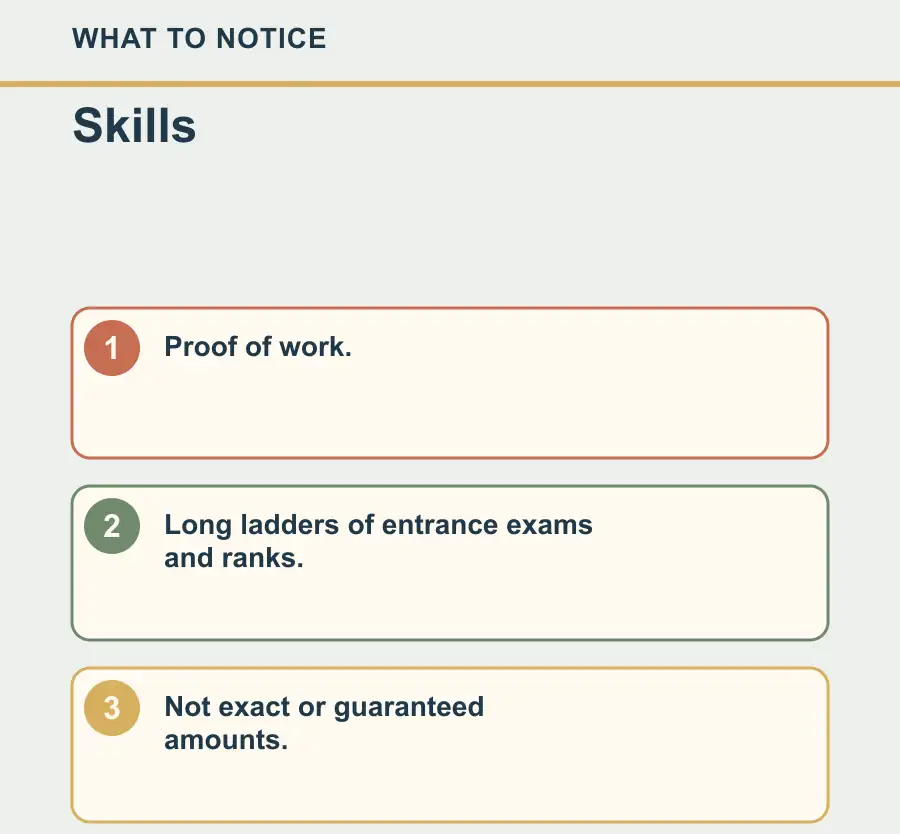 WHAT TO NOTICE
Skills
1
Proof of work.
2
Long ladders of entrance exams
and ranks.
3
Not exact or guaranteed
amounts.